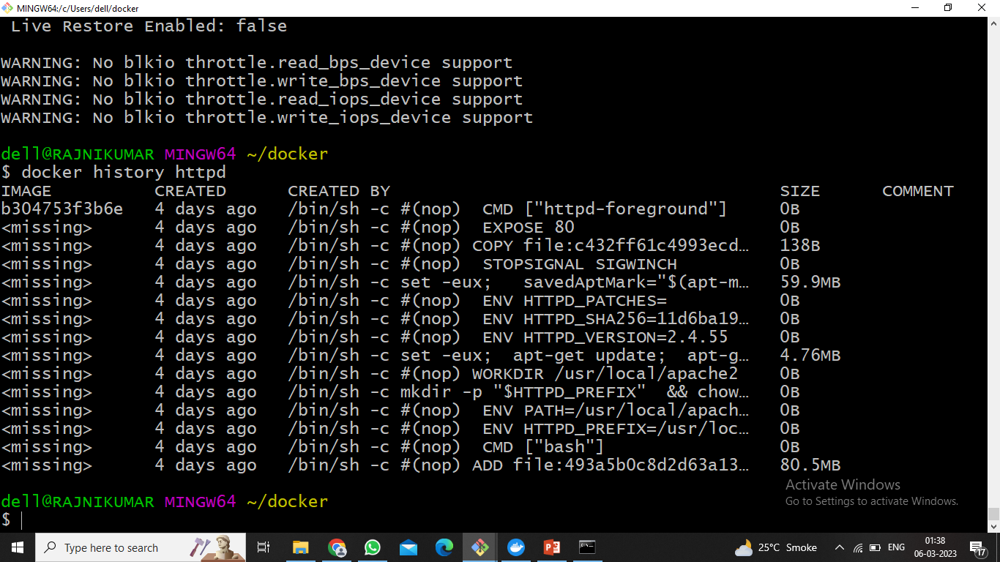 MINGW64:/c/Users/dell/docker
Live Restore Enabled: false
WARNING: No blkio throttle.read_bps_device support
WARNING: No blkio throttle.write_bps_device support
WARNING: No blkio throttle.read_iops_device support
WARNING: No blkio throttle.write_iops_device support
dell@RAJNIKUMAR MINGW64 ~/docker
$ docker history httpd
IMAGE CREATED CREATED BY SIZE COMMENT
b304753f3b6e 4 days ago /bin/sh -c #(nop) CMD ["httpd-foreground"] 0B
<missing> 4 days ago /bin/sh -c #(nop) EXPOSE 80 0B
<missing> 4 days ago /bin/sh -c #(nop) COPY file:c432ff61c4993ecd… 138B
<missing> 4 days ago /bin/sh -c #(nop) STOPSIGNAL SIGWINCH 0B
<missing> 4 days ago /bin/sh -c set -eux; savedAptMark="$(apt-m… 59.9MB
<missing> 4 days ago /bin/sh -c #(nop) ENV HTTPD_PATCHES= 0B
<missing> 4 days ago /bin/sh -c #(nop) ENV HTTPD_SHA256=11d6ba19… 0B
<missing> 4 days ago /bin/sh -c #(nop) ENV HTTPD_VERSION=2.4.55 0B
<missing> 4 days ago /bin/sh -c set -eux; apt-get update; apt-g… 4.76MB
<missing> 4 days ago /bin/sh -c #(nop) WORKDIR /usr/local/apache2 0B
<missing> 4 days ago /bin/sh -c mkdir -p "$HTTPD_PREFIX" && chow… 0B
<missing> 4 days ago /bin/sh -c #(nop) ENV PATH=/usr/local/apach… 0B
<missing> 4 days ago /bin/sh -c #(nop) ENV HTTPD_PREFIX=/usr/loc… 0B
<missing> 4 days ago /bin/sh -c #(nop) CMD ["bash"] 0B
<missing> 4 days ago /bin/sh -c #(nop) ADD file:493a5b0c8d2d63a13… 80.5MB
Activate Windows
Go to Settings to activate Windows.
dell@RAJNIKUMAR MINGW64 ~/docker
$
Type here to search
25°C Smoke
ENG
01:38
06-03-2023
17